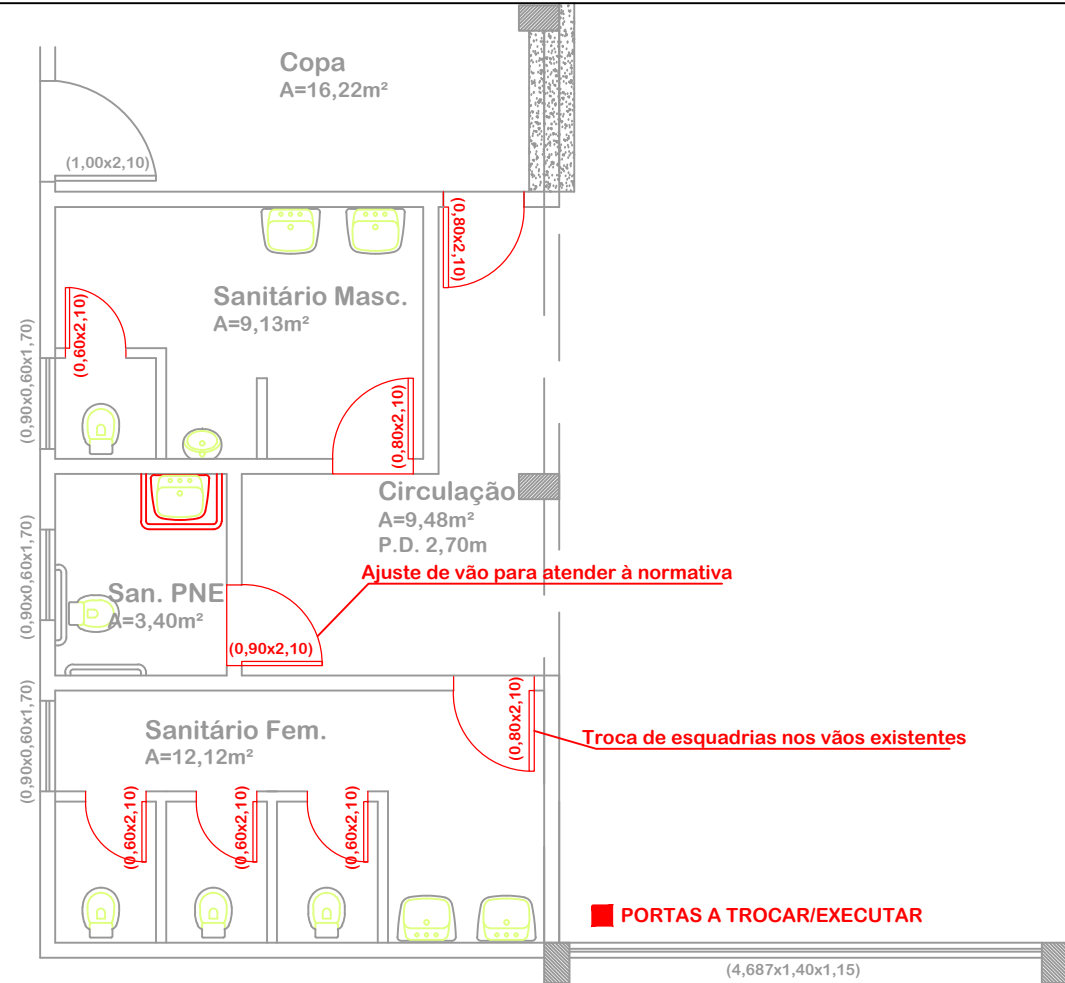 Copa
A=16,22m²
(1,00x2,10)
(0,80x2,10)
Sanitário Masc.
A=9,13m²
(0,60x2,10)
(0,90x0,60x1,70)
(0,80x2,10)
Circulação
A=9,48m²
P.D. 2,70m
(0,90x0,60x1,70)
Ajuste de vão para atender à normativa
San. PNE
A=3,40m²
(0,90x2,10)
(0,90x0,60x1,70)
(0,80x2,10)
Sanitário Fem.
A=12,12m²
Troca de esquadrias nos vãos existentes
(0,60x2,10)
(0,60x2,10)
(0,60x2,10)
PORTAS A TROCAR/EXECUTAR
(4,687x1,40x1,15)